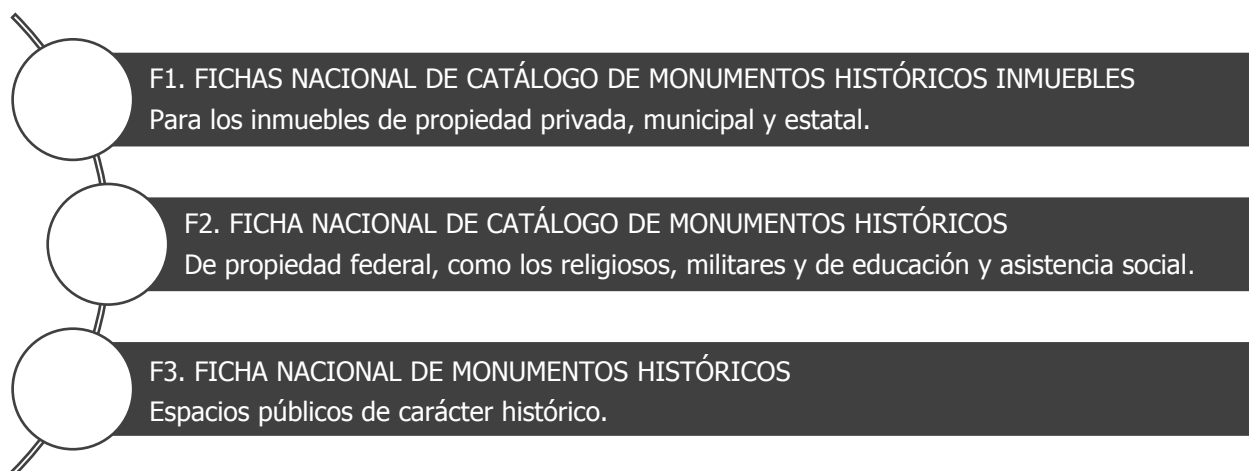 F1. FICHAS NACIONAL DE CATÁLOGO DE MONUMENTOS HISTÓRICOS INMUEBLES
Para los inmuebles de propiedad privada, municipal y estatal.
F2. FICHA NACIONAL DE CATÁLOGO DE MONUMENTOS HISTÓRICOS
De propiedad federal, como los religiosos, militares y de educación y asistencia social.
F3. FICHA NACIONAL DE MONUMENTOS HISTÓRICOS
Espacios públicos de carácter histórico.